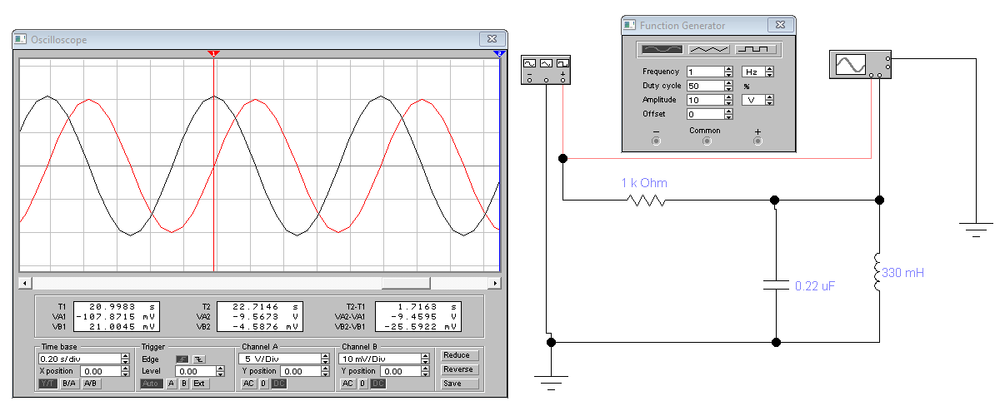 Oscilloscope
1
2
T1 20.9983 s T2 22.7146 s T2-T1 1.7163 s
VA1 -107.8715 mV VA2 -9.5673 V VA2-VA1 -9.4595 V
VB1 21.0045 mV VB2 -4.5876 mV VB2-VB1 -25.5922 mV
Time base Trigger Channel A Channel B Reduce
0.20 s/div Edge 5 V/Div 10 mV/Div Reverse
X position 0.00 Level 0.00 Y position 0.00 Y position 0.00 Save
Y/T B/A A/B Auto A B Ext AC 0 DC AC 0 DC
Function Generator
Frequency 1 Hz
Duty cycle 50 %
Amplitude 10 V
Offset 0
− Common +
− +
1 k Ohm
0.22 uF
330 mH